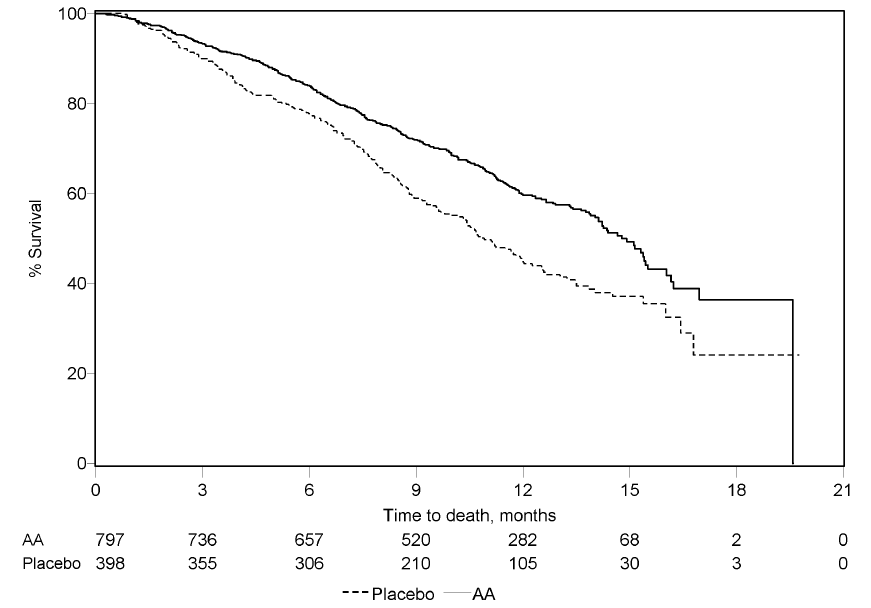 100
80
60
40
20
0
% Survival
0 3 6 9 12 15 18 21
Time to death, months
AA 797 736 657 520 282 68 2 0
Placebo 398 355 306 210 105 30 3 0
Placebo AA